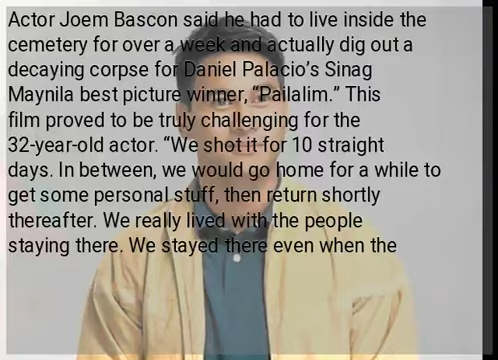 Actor Joem Bascon said he had to live inside the
cemetery for over a week and actually dig out a
decaying corpse for Daniel Palacio’s Sinag
Maynila best picture winner, “Pailalim.” This
film proved to be truly challenging for the
32-year-old actor. “We shot it for 10 straight
days. In between, we would go home for a while to
get some personal stuff, then return shortly
thereafter. We really lived with the people
staying there. We stayed there even when the